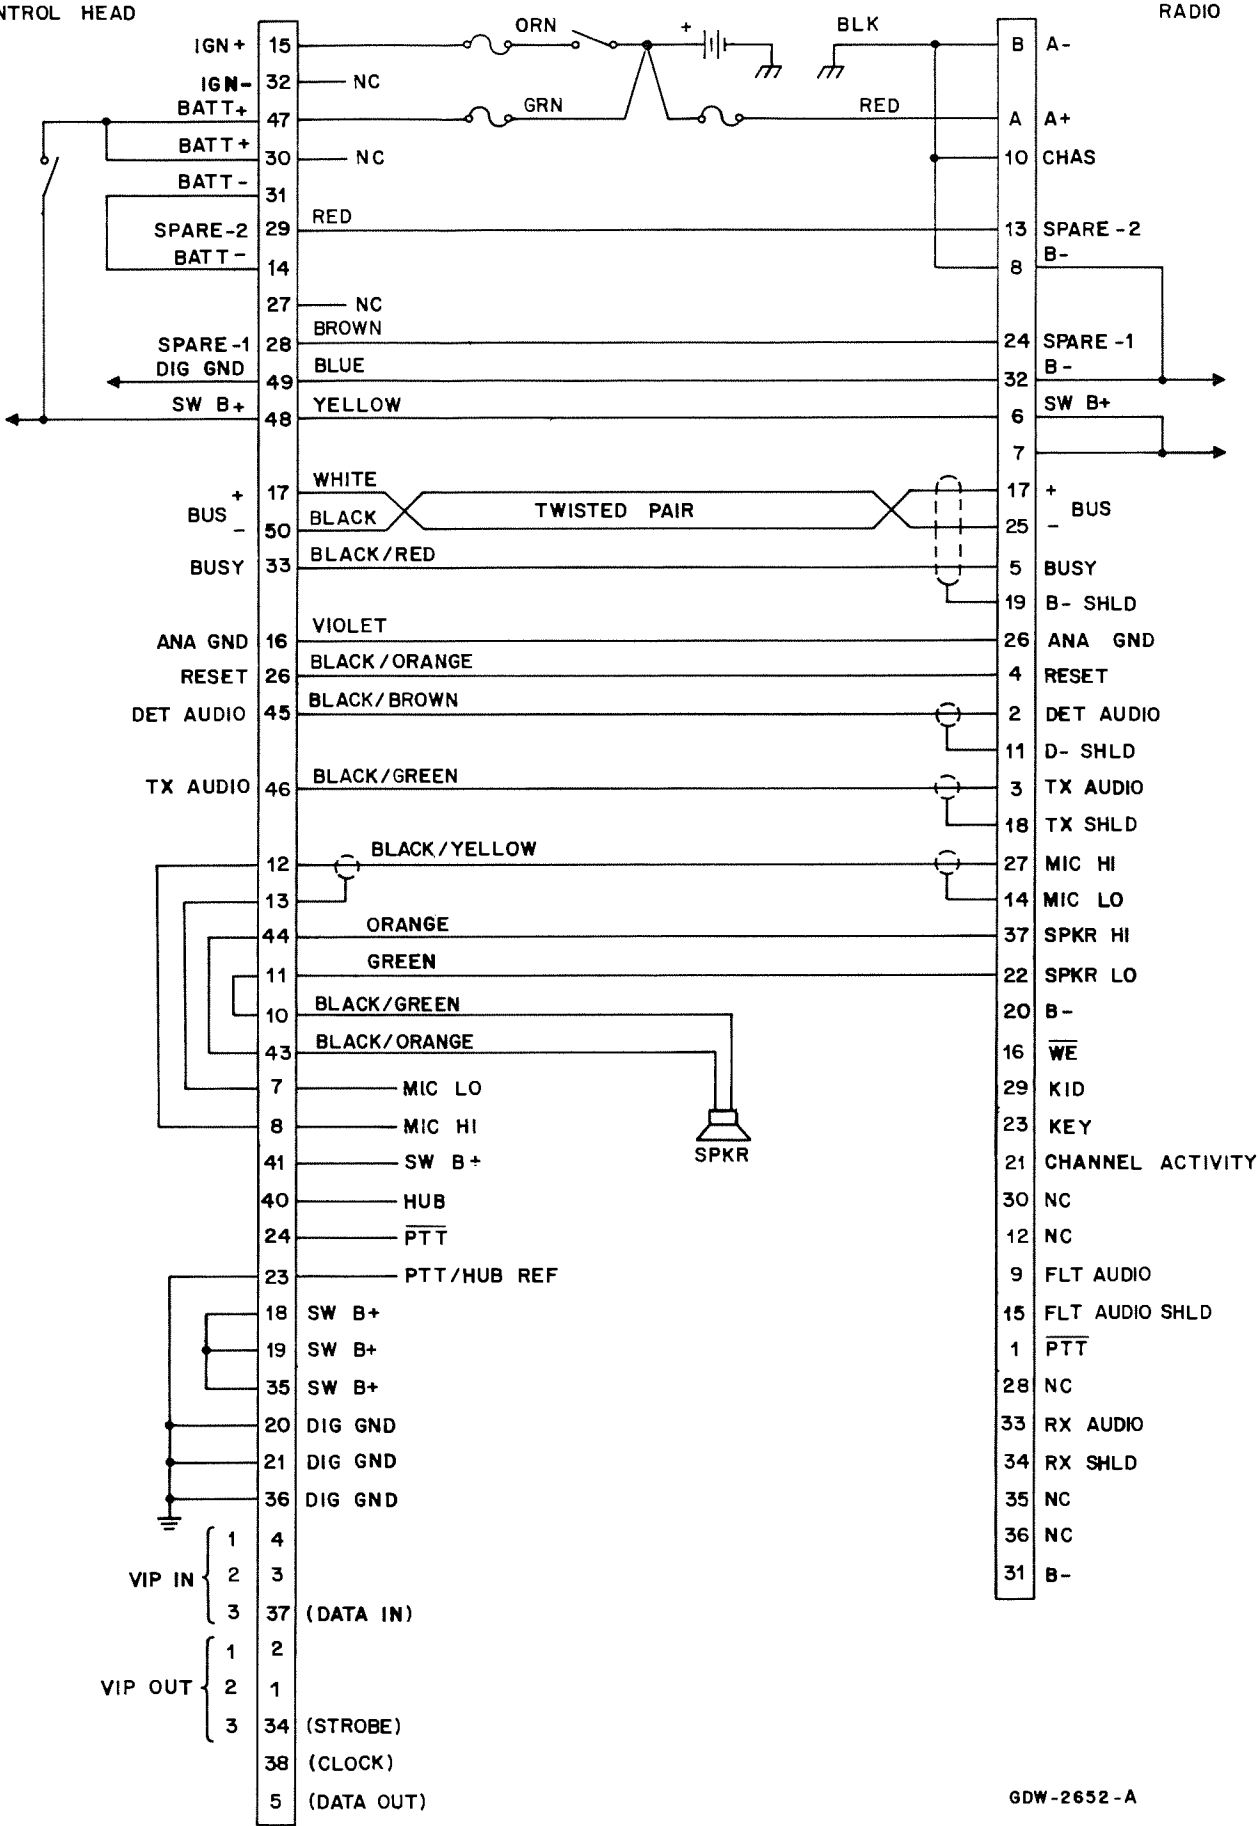 NTROL HEAD
RADIO
IGN+ 15 ORN + BLK B A-
IGN- 32 NC
BATT+ 47 GRN RED A A+
BATT+ 30 NC 10 CHAS
BATT- 31
SPARE-2 29 RED 13 SPARE-2
BATT- 14 8 B-
27 NC
SPARE-1 28 BROWN 24 SPARE-1
DIG GND 49 BLUE 32 B-
SW B+ 48 YELLOW 6 SW B+
7
+ 17 WHITE 17 +
BUS TWISTED PAIR BUS
- 50 BLACK 25 -
BUSY 33 BLACK/RED 5 BUSY
19 B- SHLD
ANA GND 16 VIOLET 26 ANA GND
RESET 26 BLACK/ORANGE 4 RESET
DET AUDIO 45 BLACK/BROWN 2 DET AUDIO
11 D- SHLD
TX AUDIO 46 BLACK/GREEN 3 TX AUDIO
18 TX SHLD
12 BLACK/YELLOW 27 MIC HI
13 14 MIC LO
44 ORANGE 37 SPKR HI
11 GREEN 22 SPKR LO
10 BLACK/GREEN 20 B-
43 BLACK/ORANGE 16 WE
7 MIC LO 29 KID
8 MIC HI 23 KEY
SPKR
41 SW B+ 21 CHANNEL ACTIVITY
40 HUB 30 NC
24 PTT 12 NC
23 PTT/HUB REF 9 FLT AUDIO
18 SW B+ 15 FLT AUDIO SHLD
19 SW B+ 1 PTT
35 SW B+ 28 NC
20 DIG GND 33 RX AUDIO
21 DIG GND 34 RX SHLD
36 DIG GND 35 NC
1 4 36 NC
VIP IN 2 3 31 B-
3 37 (DATA IN)
1 2
VIP OUT 2 1
3 34 (STROBE)
38 (CLOCK)
5 (DATA OUT)
GDW-2652-A